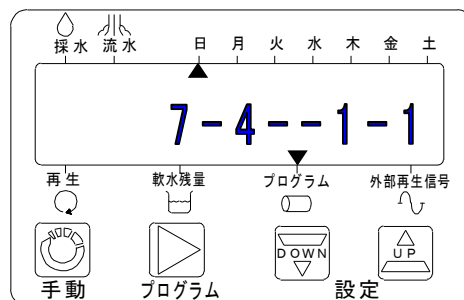 採水 流水 日 月 火 水 木 金 土
7-4--1-1
再生 軟水残量 プログラム 外部再生信号
DOWN UP
手動 プログラム 設定